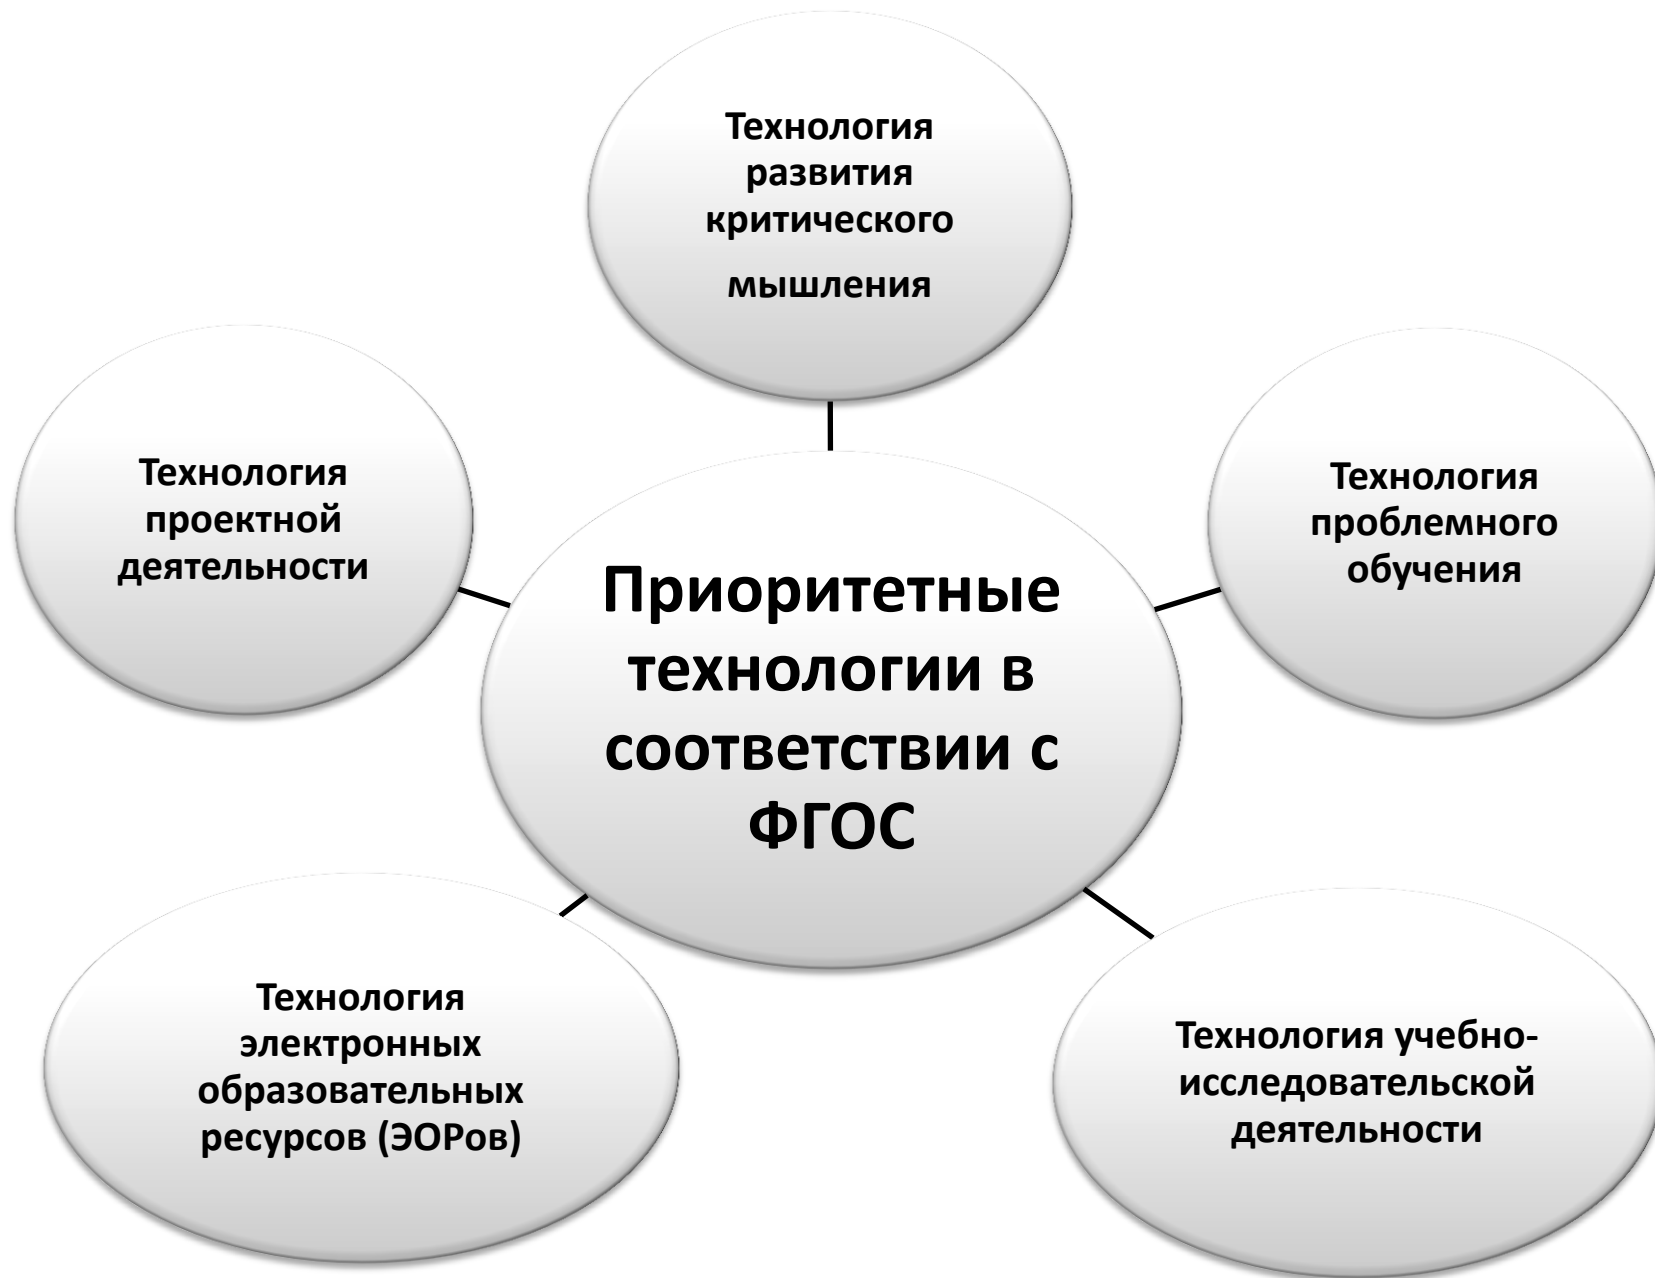 Технология
развития
критического
мышления
Технология
проектной
деятельности
Технология
проблемного
обучения
Приоритетные
технологии в
соответствии с
ФГОС
Технология
электронных
образовательных
ресурсов (ЭОРов)
Технология учебно-
исследовательской
деятельности